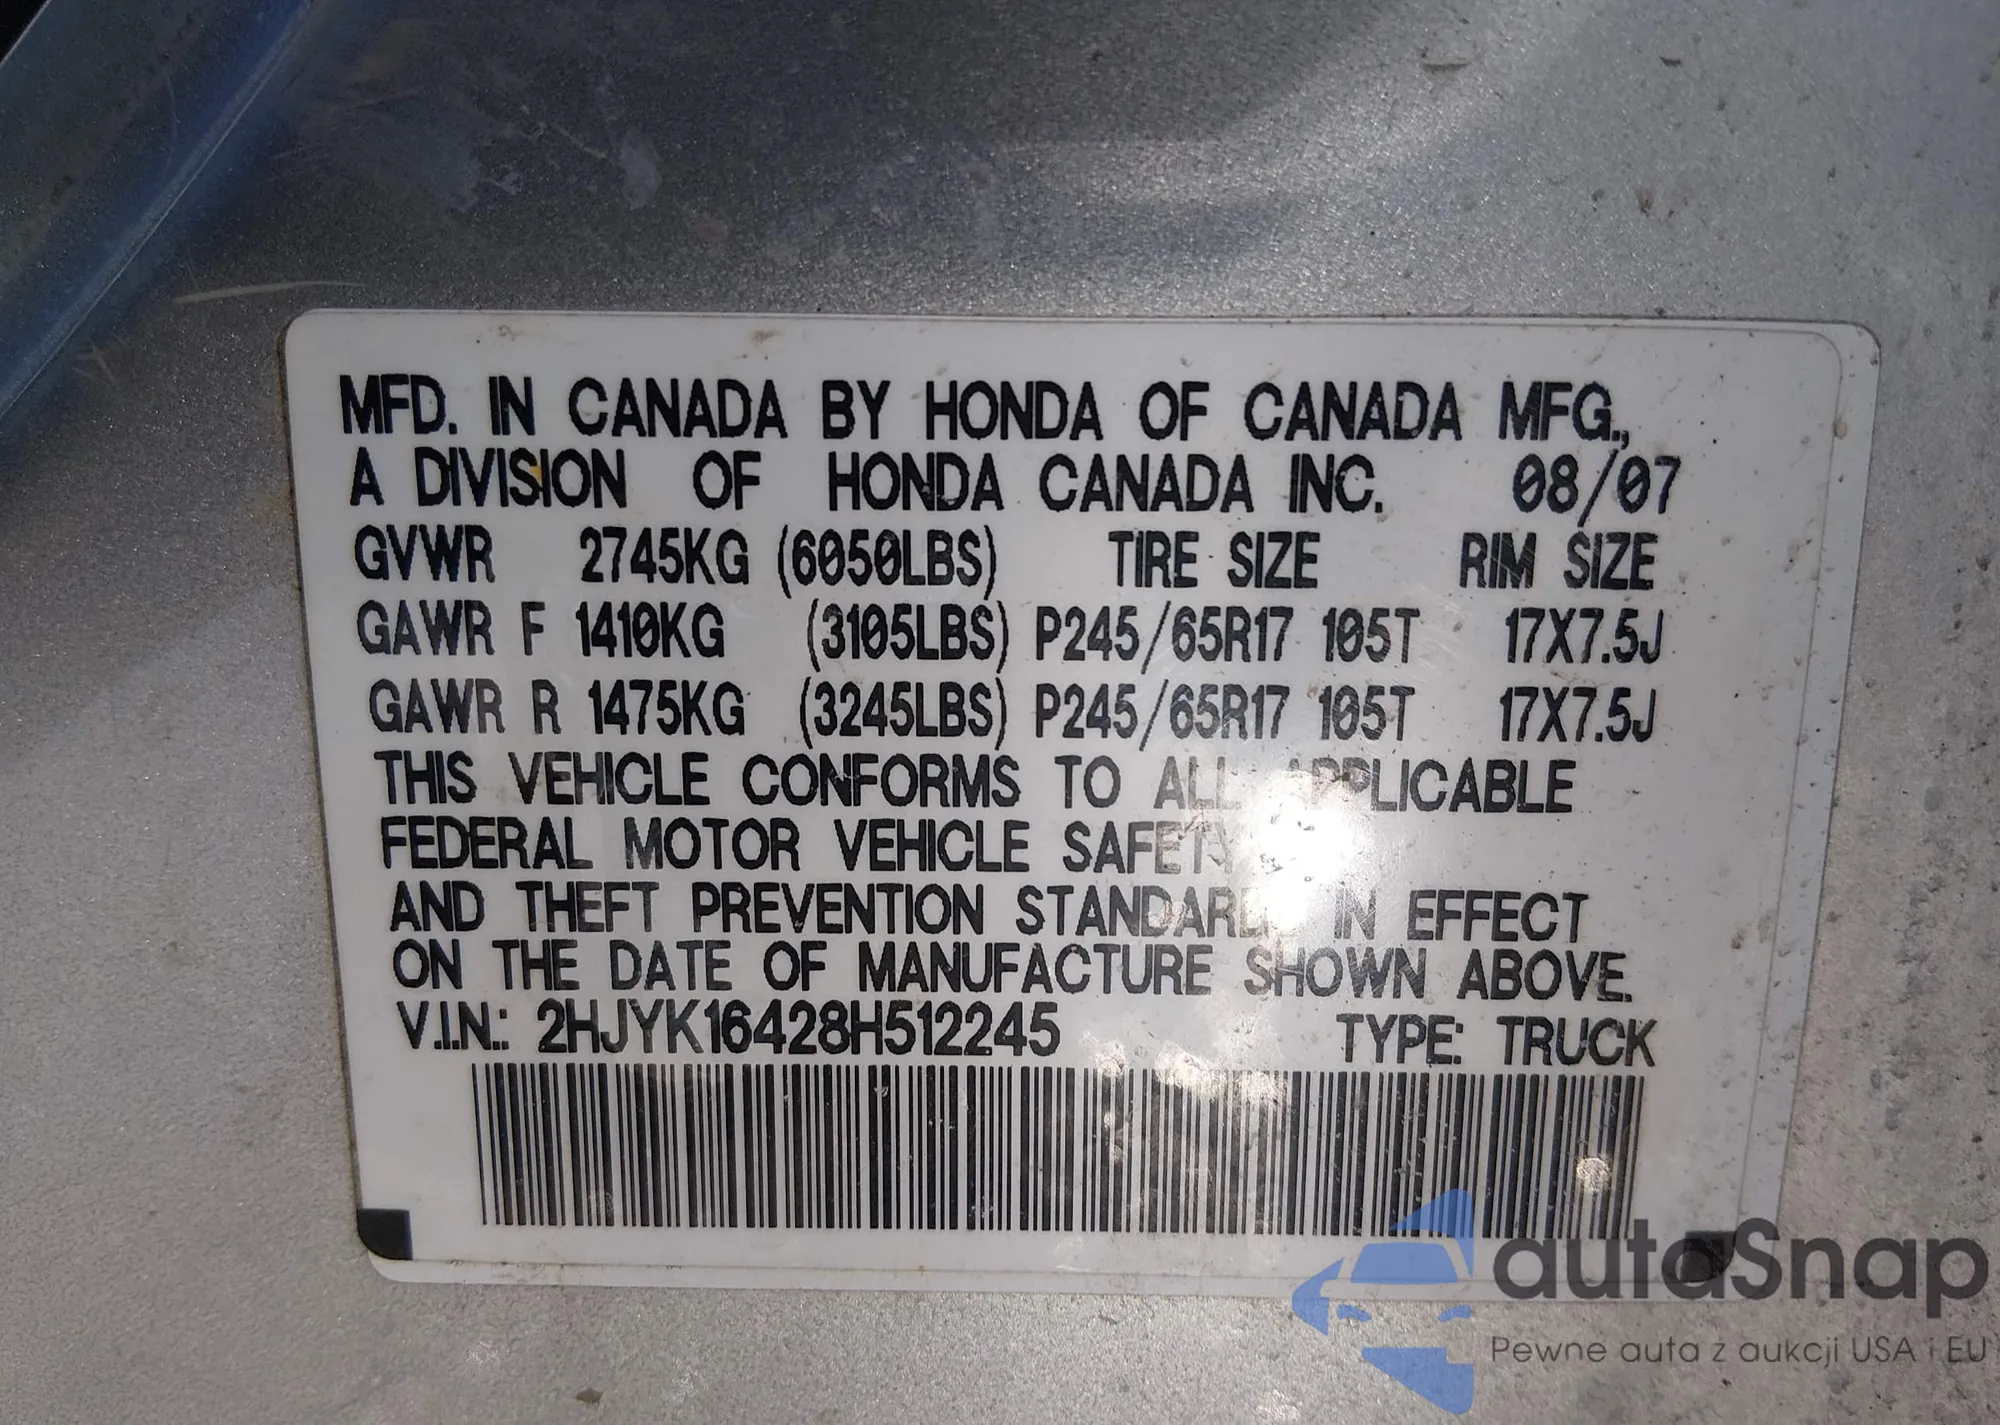 MFD. IN CANADA BY HONDA OF CANADA MFG.,
A DIVISION OF HONDA CANADA INC. 08/07
GVWR 2745KG (6050LBS) TIRE SIZE RIM SIZE
GAWR F 1410KG (3105LBS) P245/65R17 105T 17X7.5J
GAWR R 1475KG (3245LBS) P245/65R17 105T 17X7.5J
THIS VEHICLE CONFORMS TO ALL APPLICABLE
FEDERAL MOTOR VEHICLE SAFETY
AND THEFT PREVENTION STANDARDS IN EFFECT
ON THE DATE OF MANUFACTURE SHOWN ABOVE.
V.I.N.: 2HJYK16428H512245 TYPE: TRUCK
autoSnap
Pewne auta z aukcji USA i EU